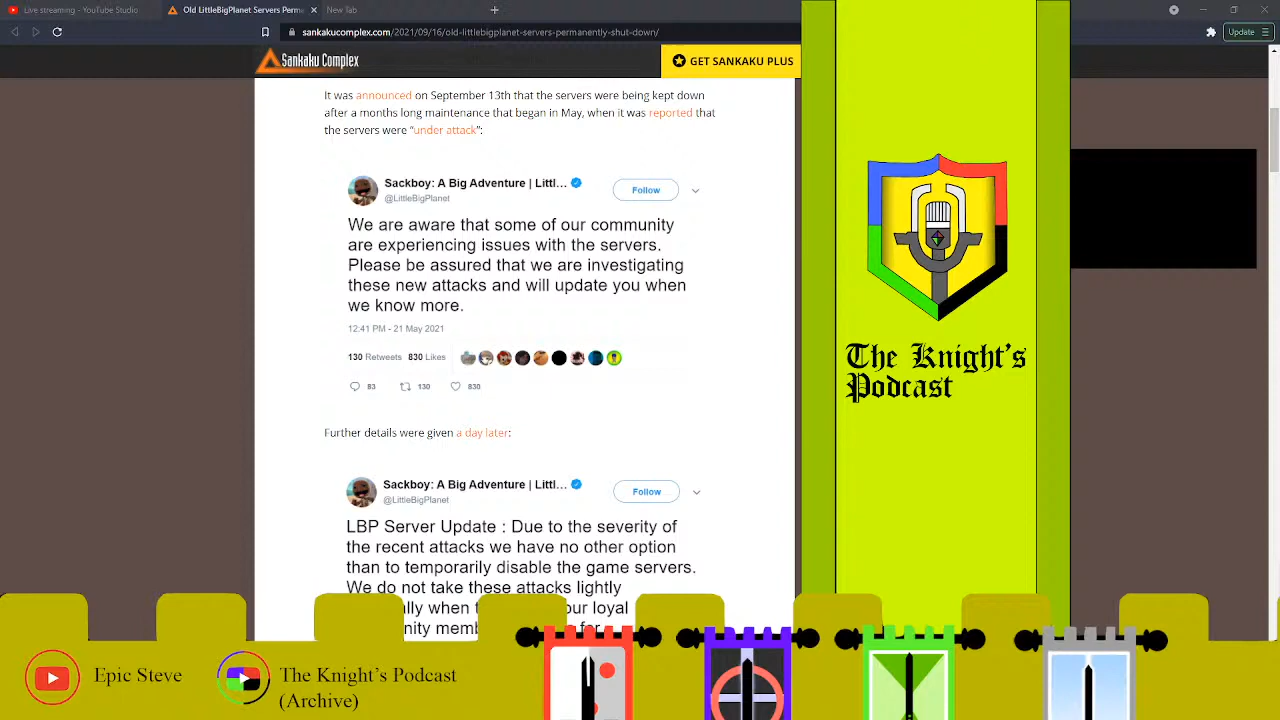 Live streaming - YouTube Studio
Old LittleBigPlanet Servers Perma
New Tab
sankakucomplex.com/2021/09/16/old-littlebigplanet-servers-permanently-shut-down/
Update
Sankaku Complex
GET SANKAKU PLUS
It was announced on September 13th that the servers were being kept down
after a months long maintenance that began in May, when it was reported that
the servers were “under attack”:
Sackboy: A Big Adventure | Littl...
@LittleBigPlanet
Follow
We are aware that some of our community
are experiencing issues with the servers.
Please be assured that we are investigating
these new attacks and will update you when
we know more.
12:41 PM - 21 May 2021
130 Retweets 830 Likes
83 130 830
Further details were given a day later:
Sackboy: A Big Adventure | Littl...
@LittleBigPlanet
Follow
LBP Server Update : Due to the severity of
the recent attacks we have no other option
than to temporarily disable the game servers.
We do not take these attacks lightly
The Knight's
Podcast
Epic Steve
The Knight's Podcast
(Archive)